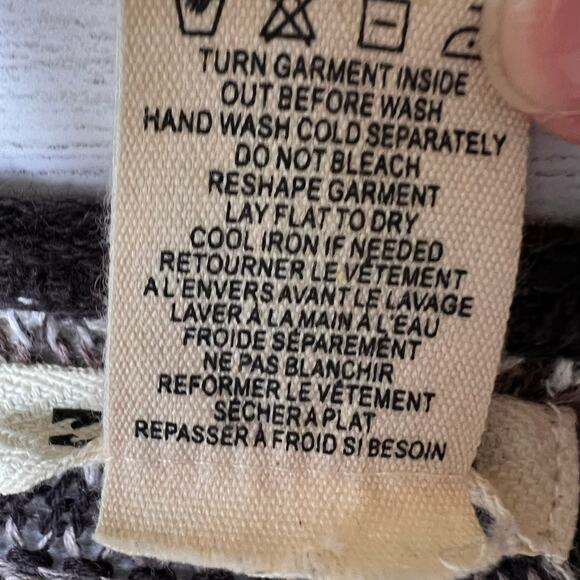 TURN GARMENT INSIDE
OUT BEFORE WASH
HAND WASH COLD SEPARATELY
DO NOT BLEACH
RESHAPE GARMENT
LAY FLAT TO DRY
COOL IRON IF NEEDED
RETOURNER LE VÊTEMENT
A L'ENVERS AVANT LE LAVAGE
LAVER À LA MAIN À L'EAU
FROIDE SÉPAREMENT
NE PAS BLANCHIR
REFORMER LE VÊTEMENT
SÉCHER A PLAT
REPASSER À FROID SI BESOIN